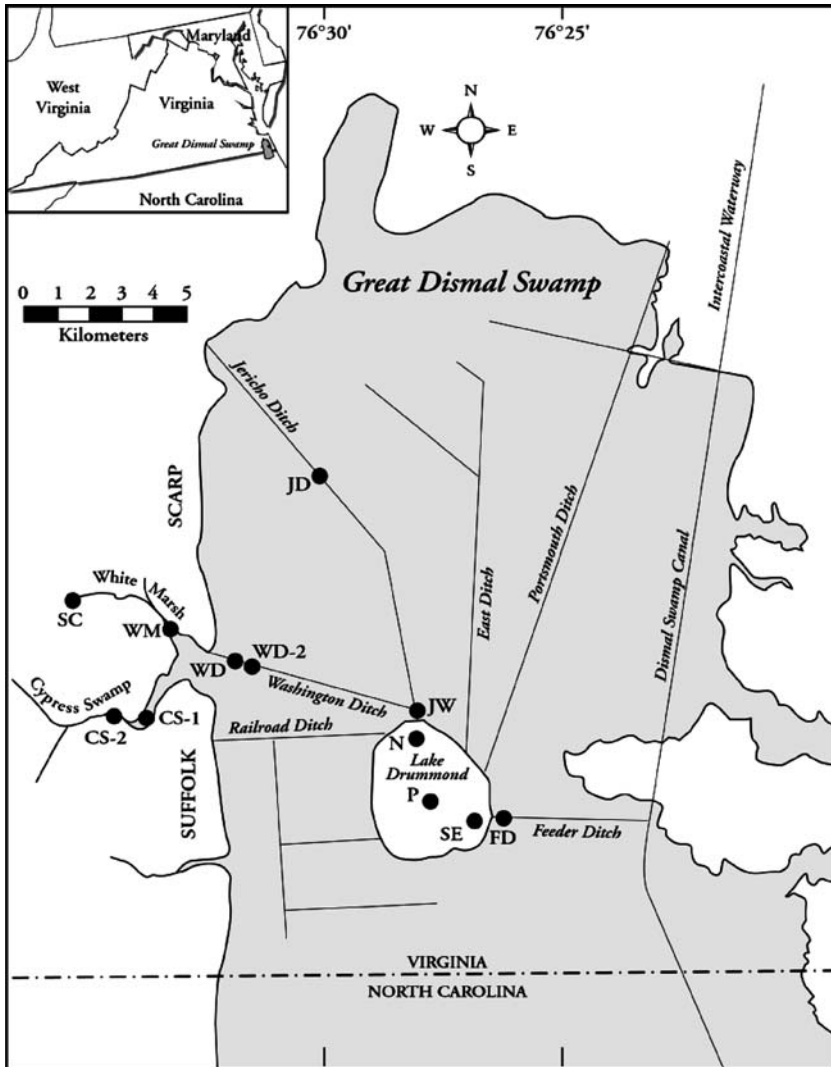 76°30'
76°25'
Maryland
West
Virginia
Virginia
Great Dismal Swamp
North Carolina
N
W
E
S
Intercoastal Waterway
Great Dismal Swamp
0 1 2 3 4 5
Kilometers
Jericho Ditch
JD
SCARP
Portsmouth Ditch
East Ditch
Dismal Swamp Canal
White Marsh
SC
WM
WD-2
WD
Washington Ditch
Cypress Swamp
CS-2
CS-1
JW
Railroad Ditch
N
Lake
Drummond
P
SUFFOLK
SE
FD
Feeder Ditch
VIRGINIA
NORTH CAROLINA